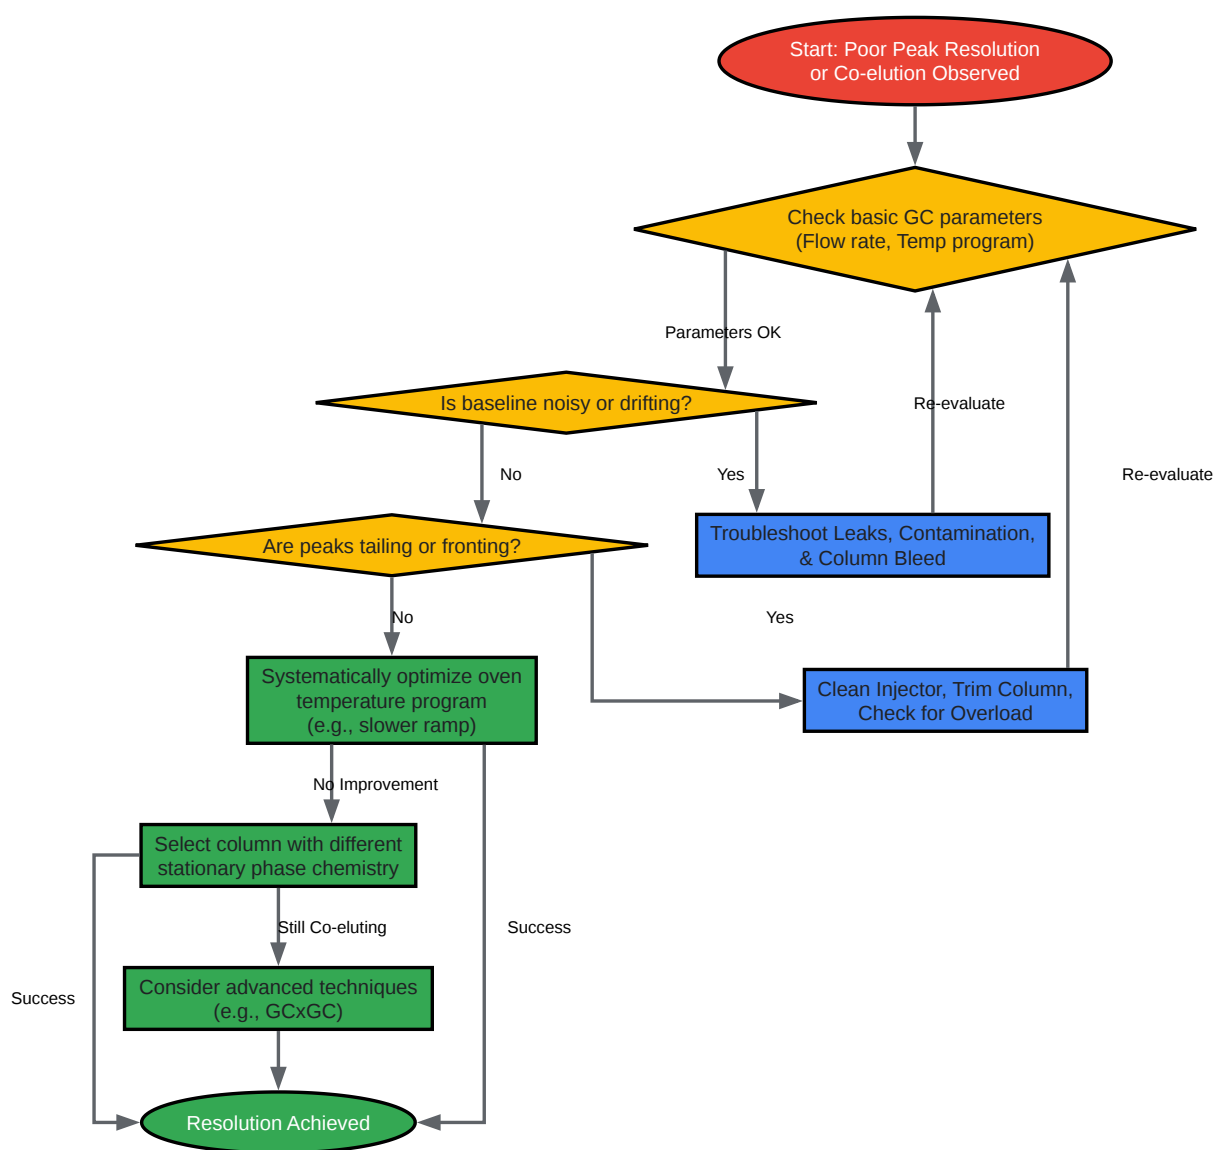 Start: Poor Peak Resolution
or Co-elution Observed
Check basic GC parameters
(Flow rate, Temp program)
Parameters OK
Is baseline noisy or drifting?
Re-evaluate
No
Yes
Re-evaluate
Troubleshoot Leaks, Contamination,
& Column Bleed
Are peaks tailing or fronting?
No
Yes
Systematically optimize oven
temperature program
(e.g., slower ramp)
Clean Injector, Trim Column,
Check for Overload
No Improvement
Select column with different
stationary phase chemistry
Still Co-eluting
Success
Consider advanced techniques
(e.g., GCxGC)
Success
Resolution Achieved